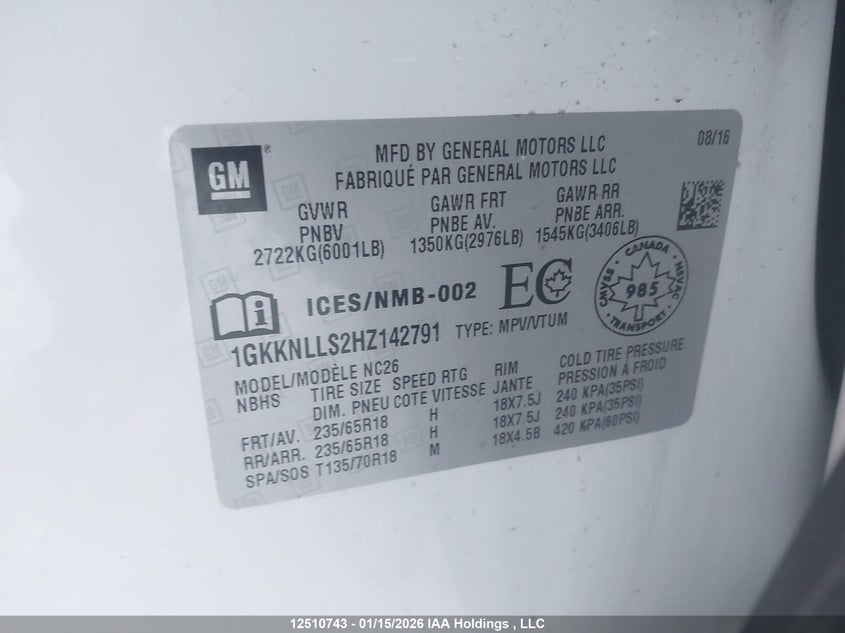 GM®
MFD BY GENERAL MOTORS LLC
FABRIQUÉ PAR GENERAL MOTORS LLC
08/16
GVWR GAWR FRT GAWR RR
PNBV PNBE AV. PNBE ARR.
2722KG(6001LB) 1350KG(2976LB) 1545KG(3406LB)
i ICES/NMB-002 EC
CANADA NSVAC TRANSPORT CMVSS
985
1GKKNLLS2HZ142791 TYPE: MPV/VTUM
MODEL/MODÈLE NC26
NBHS TIRE SIZE SPEED RTG RIM COLD TIRE PRESSURE
DIM. PNEU COTE VITESSE JANTE PRESSION À FROID
FRT/AV. 235/65R18 H 18X7.5J 240 KPA(35PSI)
RR/ARR. 235/65R18 H 18X7.5J 240 KPA(35PSI)
SPA/SOS T135/70R18 M 18X4.5B 420 KPA(60PSI)
12510743 - 01/15/2026 IAA Holdings , LLC